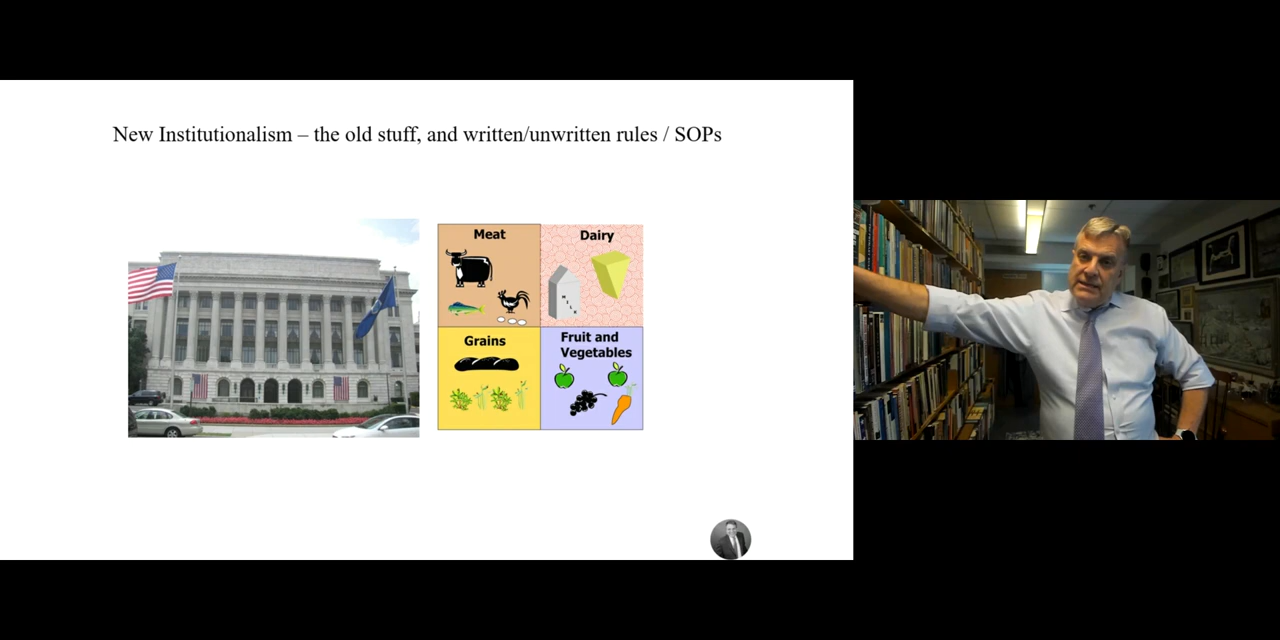 New Institutionalism – the old stuff, and written/unwritten rules / SOPs
Meat
Dairy
Grains
Fruit and
Vegetables